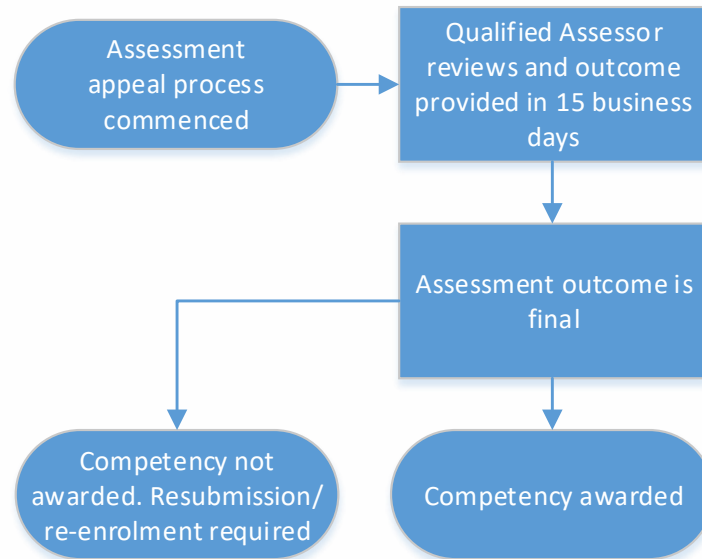 Assessment
appeal process
commenced
Qualified Assessor
reviews and outcome
provided in 15 business
days
Assessment outcome is
final
Competency not
awarded. Resubmission/
re-enrolment required
Competency awarded